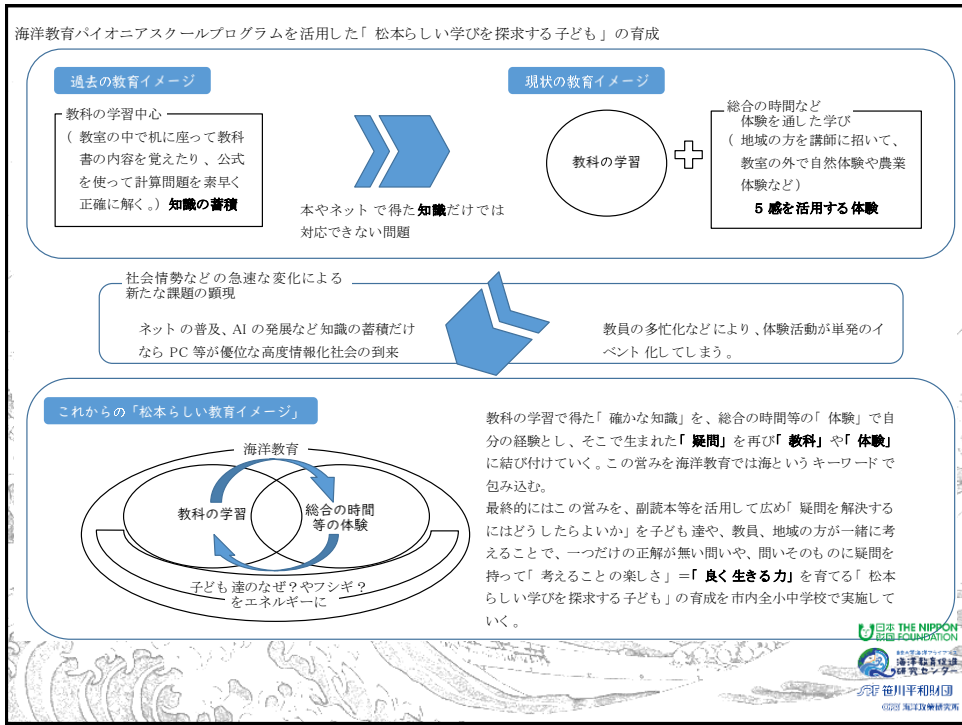 海洋教育パイオニアスクールプログラムを活用した「松本らしい学びを探求する子ども」の育成
過去の教育イメージ
教科の学習中心
(教室の中で机に座って教科
書の内容を覚えたり、公式
を使って計算問題を素早く
正確に解く。)知識の蓄積
本やネットで得た知識だけでは
対応できない問題
現状の教育イメージ
教科の学習
総合の時間など
体験を通した学び
(地域の方を講師に招いて、
教室の外で自然体験や農業
体験など)
5感を活用する体験
社会情勢などの急速な変化による
新たな課題の顕現
ネットの普及、AIの発展など知識の蓄積だけ
ならPC等が優位な高度情報化社会の到来
教員の多忙化などにより、体験活動が単発のイ
ベント化してしまう。
これからの「松本らしい教育イメージ」
海洋教育
教科の学習
総合の時間
等の体験
子ども達のなぜ?やフシギ?
をエネルギーに
教科の学習で得た「確かな知識」を、総合の時間等の「体験」で自
分の経験とし、そこで生まれた「疑問」を再び「教科」や「体験」
に結び付けていく。この営みを海洋教育では海というキーワードで
包み込む。
最終的にはこの営みを、副読本等を活用して広め「疑問を解決する
にはどうしたらよいか」を子ども達や、教員、地域の方が一緒に考
えることで、一つだけの正解が無い問いや、問いそのものに疑問を
持って「考えることの楽しさ」=「良く生きる力」を育てる「松本
らしい学びを探求する子ども」の育成を市内全小中学校で実施して
いく。
日本財団 THE NIPPON FOUNDATION
海洋教育促進
研究センター
笹川平和財団
海洋政策研究所